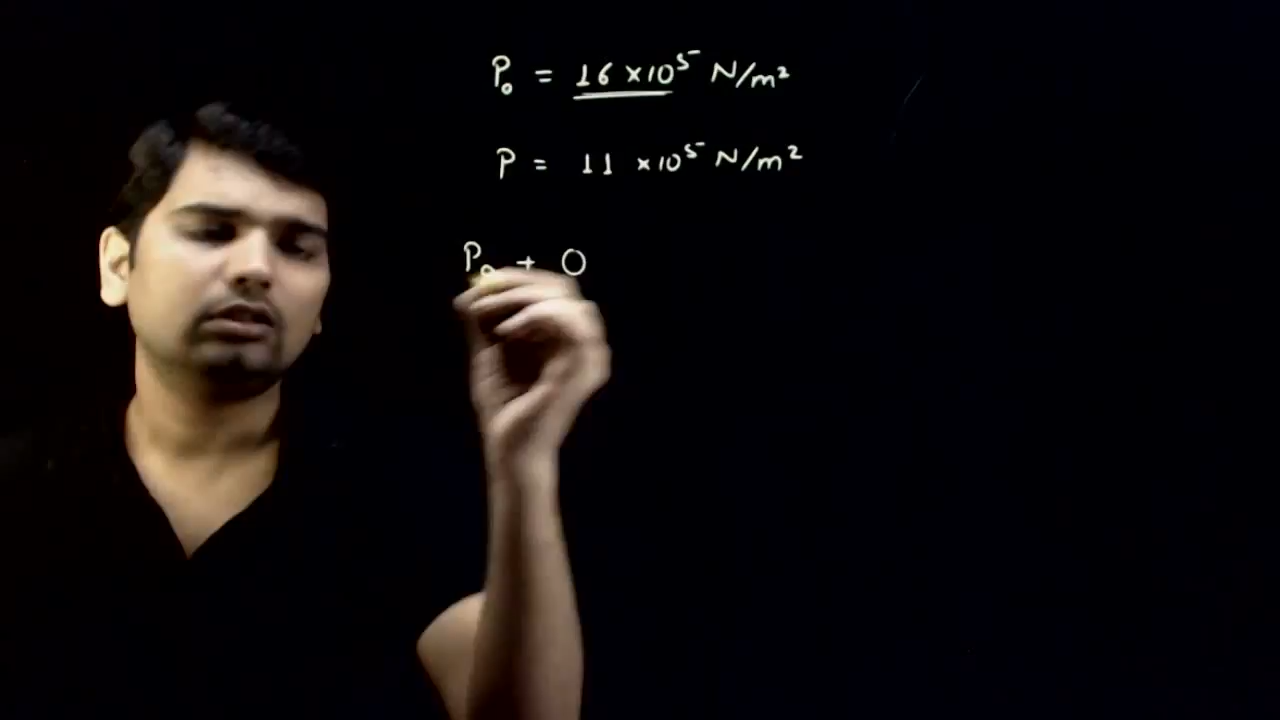 P₀ = 16 ×10⁵ N/m²
P = 11 ×10⁵ N/m²
P₀ + 0